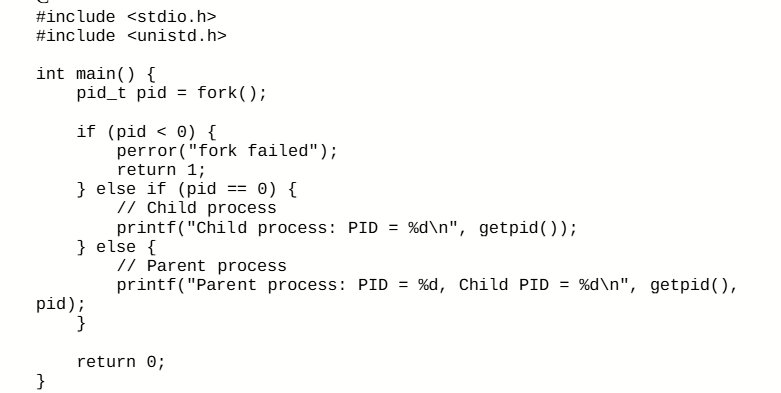 #include <stdio.h>
#include <unistd.h>

int main() {
    pid_t pid = fork();

    if (pid < 0) {
        perror("fork failed");
        return 1;
    } else if (pid == 0) {
        // Child process
        printf("Child process: PID = %d\n", getpid());
    } else {
        // Parent process
        printf("Parent process: PID = %d, Child PID = %d\n", getpid(),
pid);
    }

    return 0;
}